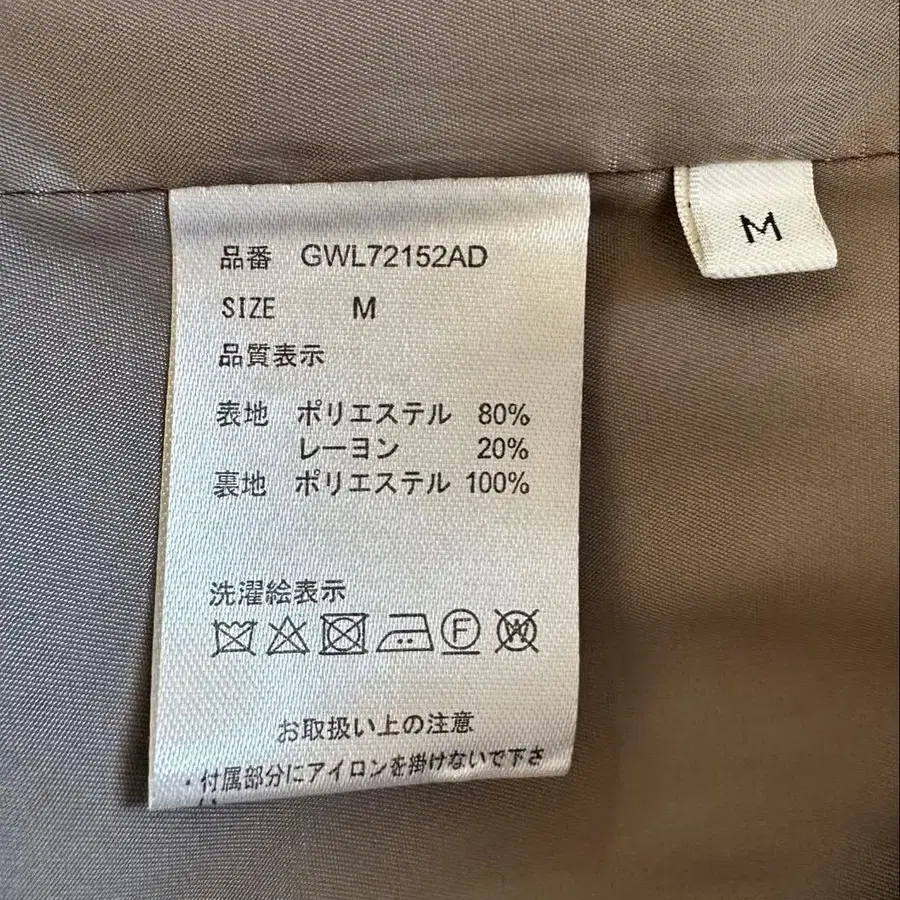 品番 GWL72152AD
SIZE M
品質表示
表地 ポリエステル 80%
レーヨン 20%
裏地 ポリエステル 100%
洗濯絵表示
F W
お取扱い上の注意
・付属部分にアイロンを掛けないで下さ
M